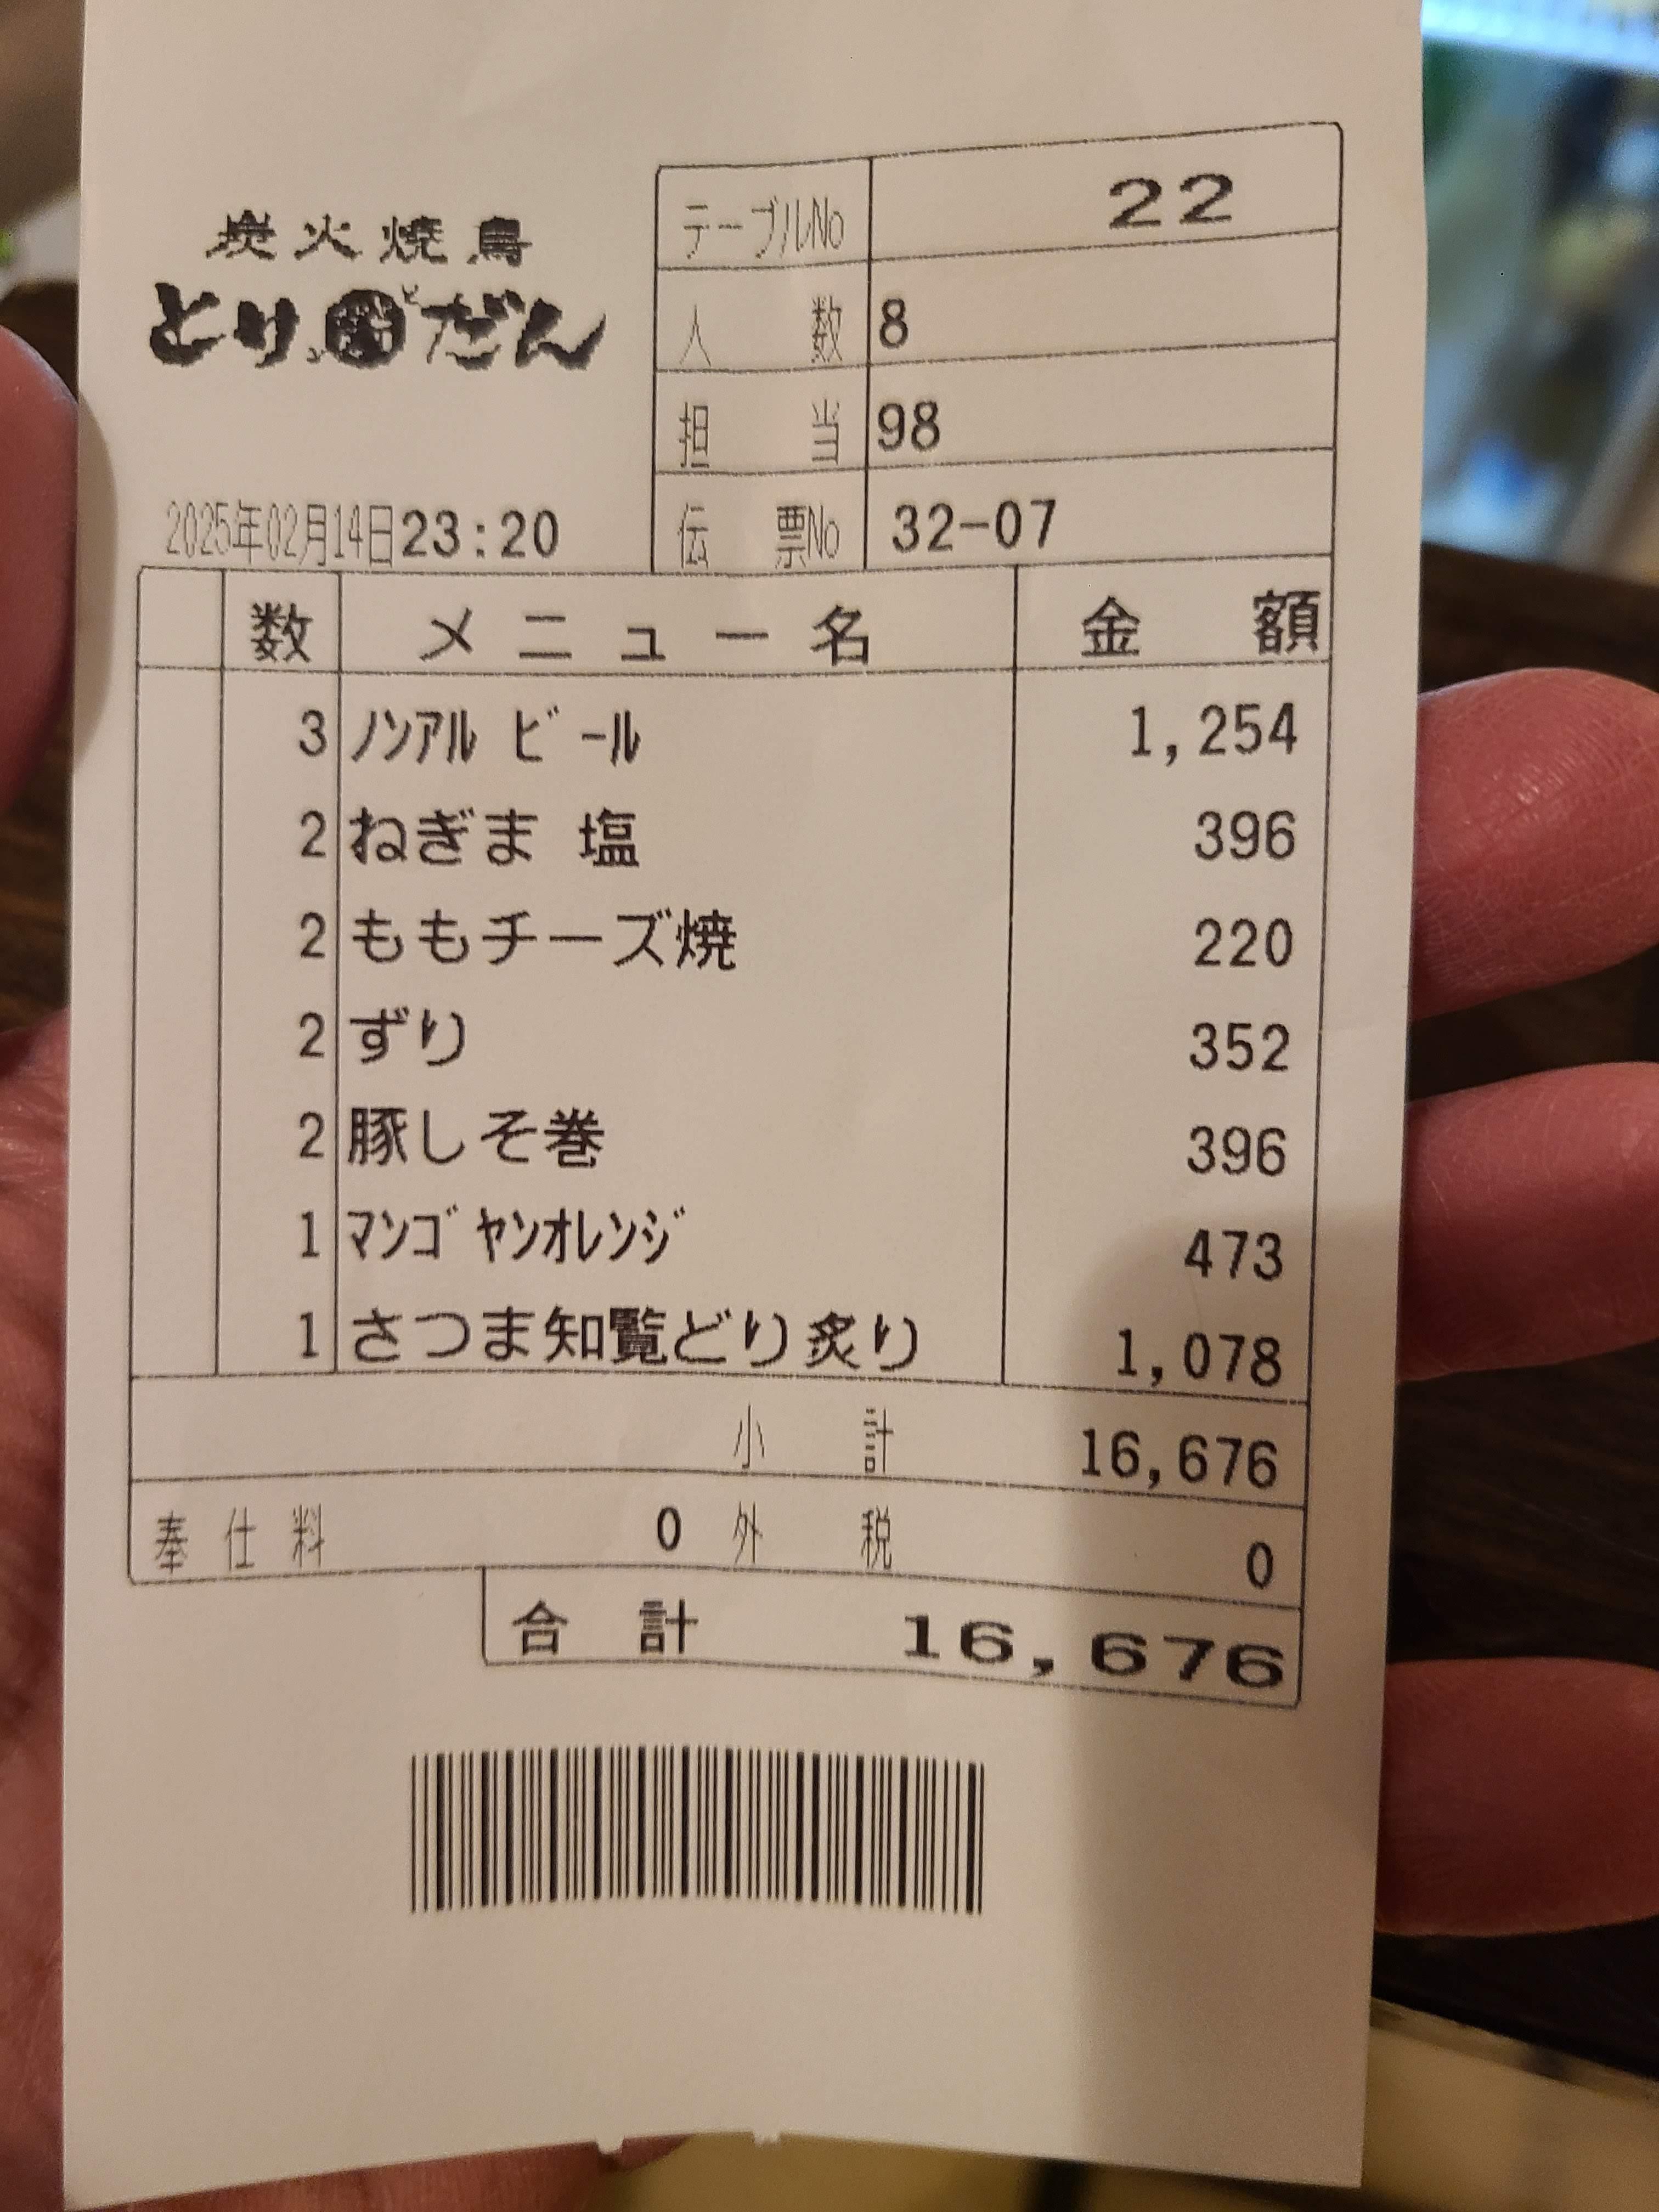 炭火焼鳥
とり だん
テーブルNo 22
人 数 8
担 当 98
伝 票No 32-07
2025年02月14日23:20
数 メニュー名 金 額
3 ﾉﾝｱﾙ ﾋﾞｰﾙ 1,254
2 ねぎま 塩 396
2 ももチーズ焼 220
2 ずり 352
2 豚しそ巻 396
1 ﾏﾝｺﾞﾔﾝｵﾚﾝｼﾞ 473
1 さつま知覧どり炙り 1,078
小 計 16,676
奉仕料 0 外 税 0
合 計 16,676